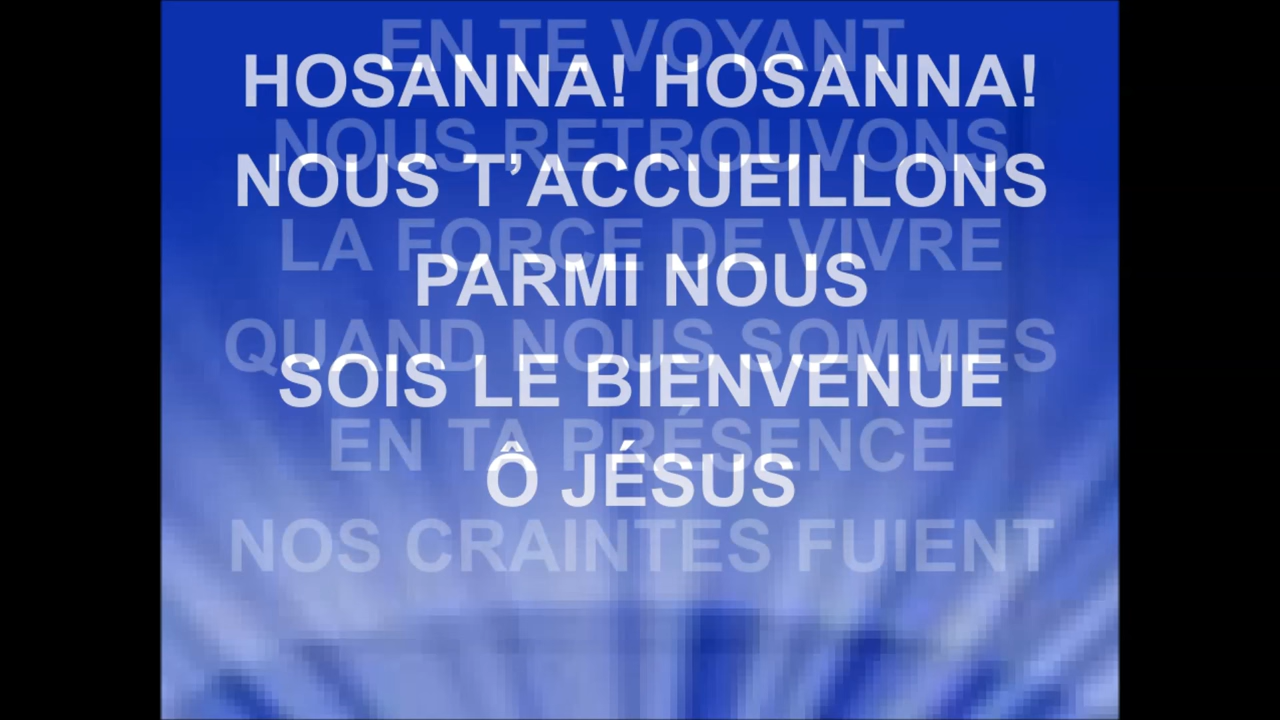 EN TE VOYANT
HOSANNA! HOSANNA!
NOUS RETROUVONS
NOUS T’ACCUEILLONS
LA FORCE DE VIVRE
PARMI NOUS
QUAND NOUS SOMMES
SOIS LE BIENVENUE
EN TA PRÉSENCE
Ô JÉSUS
NOS CRAINTES FUIENT